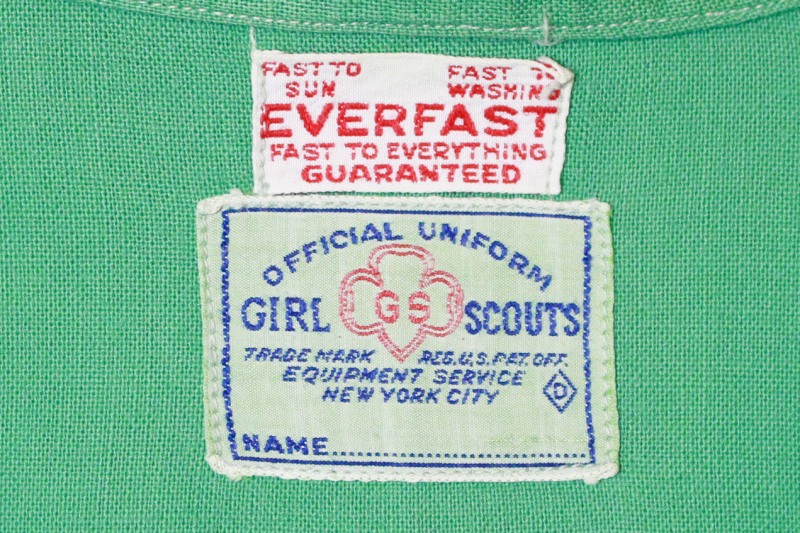 FAST TO FAST TO
SUN WASHING
EVERFAST
FAST TO EVERYTHING
GUARANTEED
OFFICIAL UNIFORM
GIRL GS SCOUTS
TRADE MARK REG.U.S.PAT.OFF.
EQUIPMENT SERVICE
NEW YORK CITY D
NAME